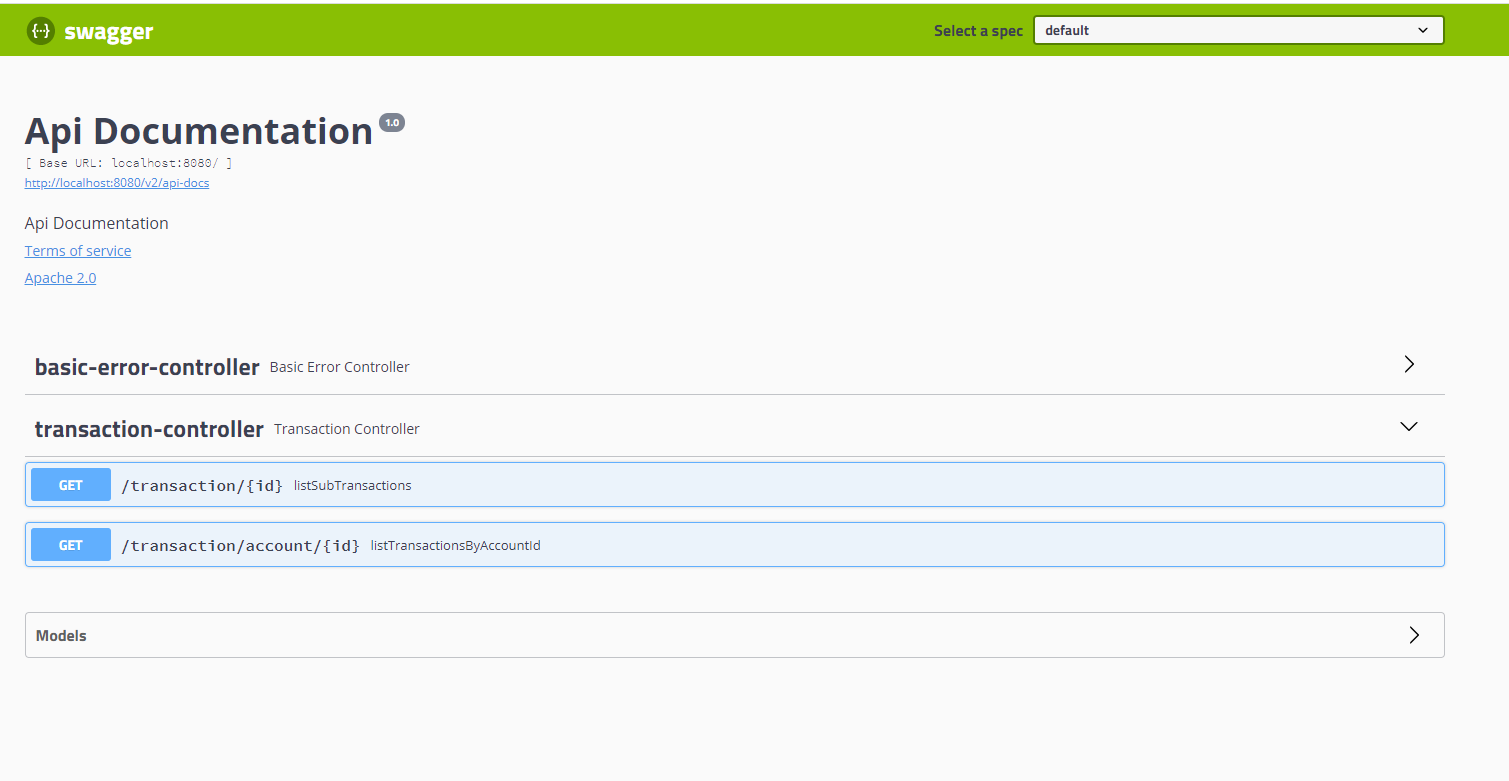 {··} swagger Select a spec default
Api Documentation 1.0
[ Base URL: localhost:8080/ ]
http://localhost:8080/v2/api-docs
Api Documentation
Terms of service
Apache 2.0
basic-error-controller Basic Error Controller
transaction-controller Transaction Controller
GET /transaction/{id} listSubTransactions
GET /transaction/account/{id} listTransactionsByAccountId
Models